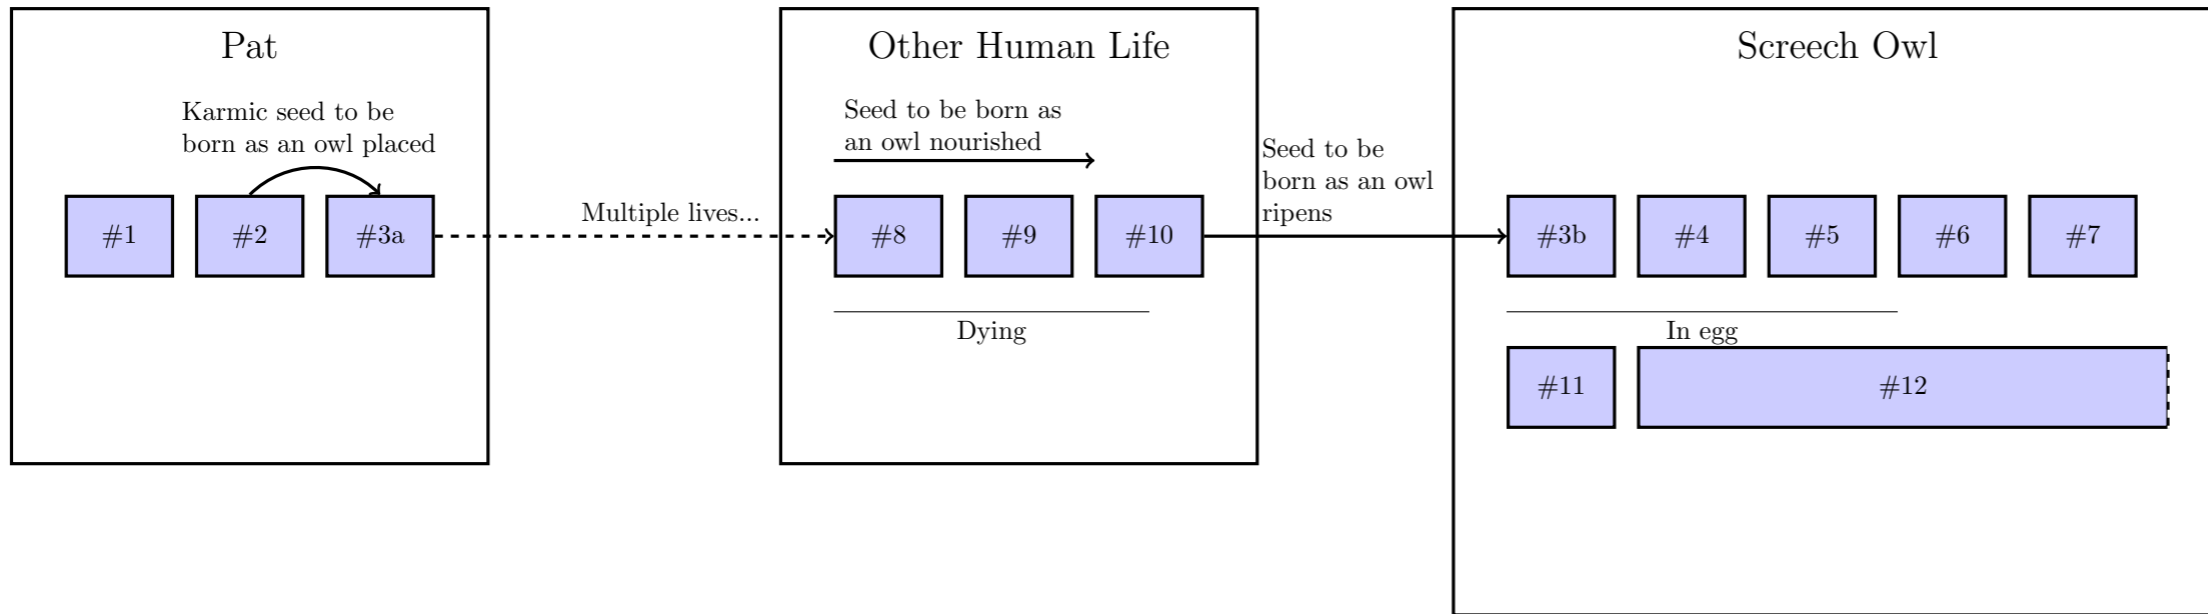 Pat
Karmic seed to be
born as an owl placed
#1
#2
#3a
Multiple lives...
Other Human Life
Seed to be born as
an owl nourished
#8
#9
#10
Dying
Seed to be
born as an owl
ripens
Screech Owl
#3b
#4
#5
#6
#7
In egg
#11
#12